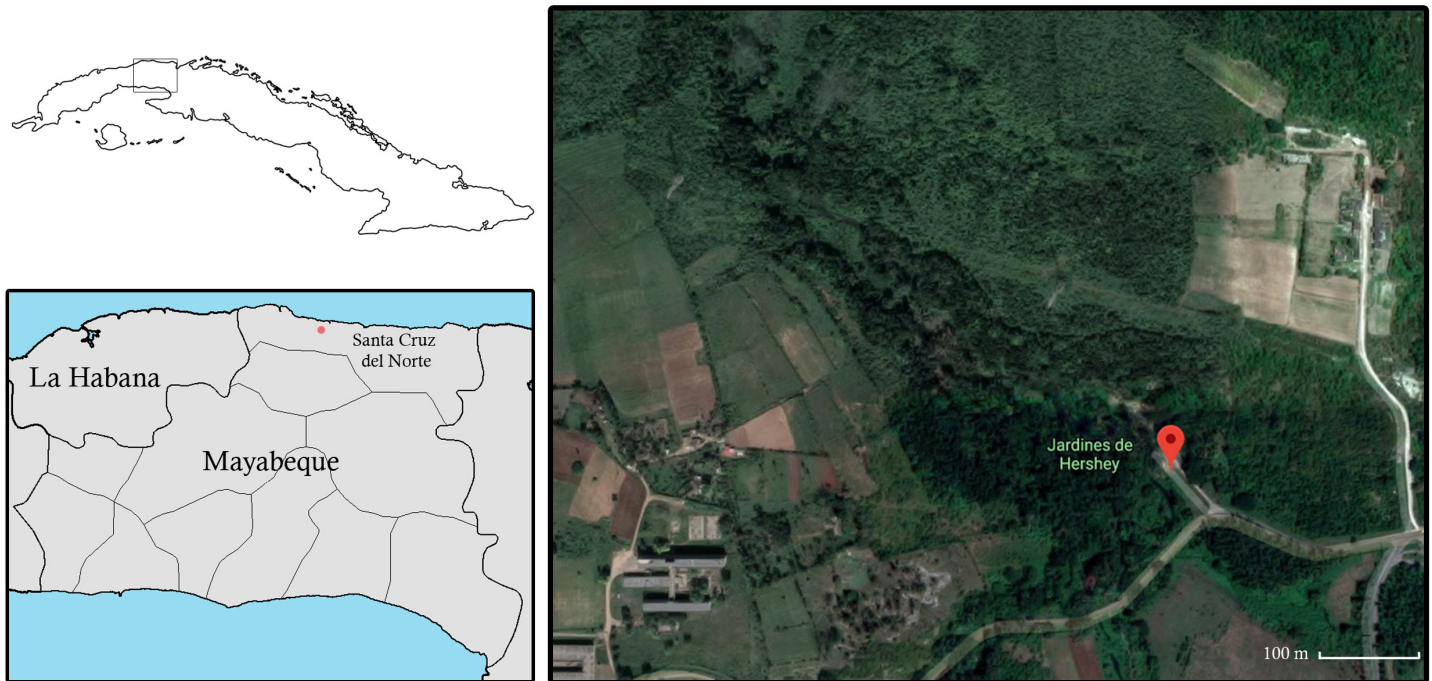 Santa Cruz
del Norte
La Habana
Mayabeque
Jardines de
Hershey
100 m